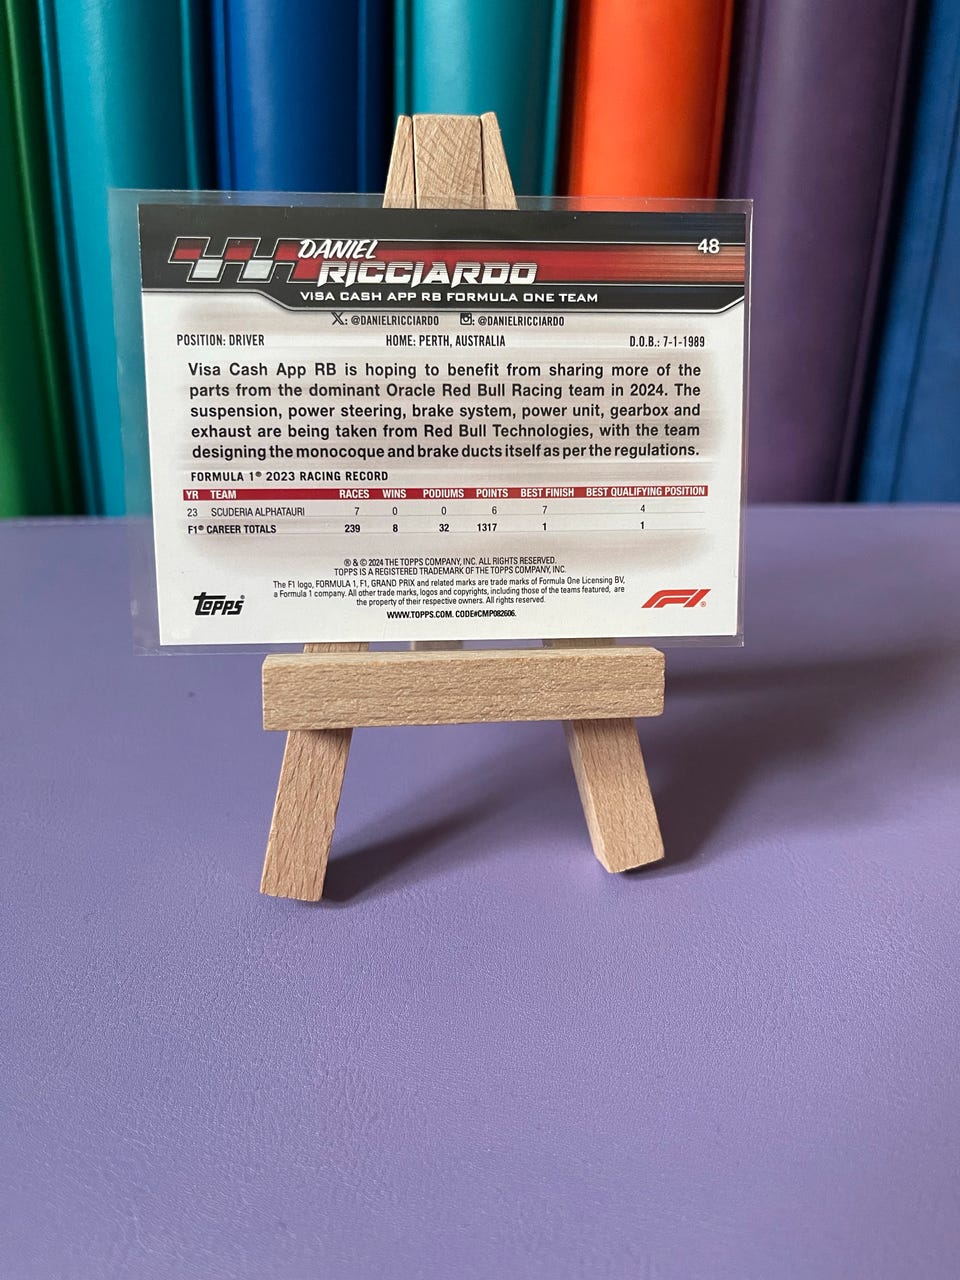 DANIEL
RICCIARDO
48
VISA CASH APP RB FORMULA ONE TEAM
X: @DANIELRICCIARDO : @DANIELRICCIARDO
POSITION: DRIVER HOME: PERTH, AUSTRALIA D.O.B.: 7-1-1989
Visa Cash App RB is hoping to benefit from sharing more of the
parts from the dominant Oracle Red Bull Racing team in 2024. The
suspension, power steering, brake system, power unit, gearbox and
exhaust are being taken from Red Bull Technologies, with the team
designing the monocoque and brake ducts itself as per the regulations.
FORMULA 1® 2023 RACING RECORD
YR TEAM RACES WINS PODIUMS POINTS BEST FINISH BEST QUALIFYING POSITION
23 SCUDERIA ALPHATAURI 7 0 0 6 7 4
F1® CAREER TOTALS 239 8 32 1317 1 1
® & © 2024 THE TOPPS COMPANY, INC. ALL RIGHTS RESERVED.
TOPPS IS A REGISTERED TRADEMARK OF THE TOPPS COMPANY, INC.
The F1 logo, FORMULA 1, F1, GRAND PRIX and related marks are trade marks of Formula One Licensing BV,
a Formula 1 company. All other trade marks, logos and copyrights, including those of the teams featured, are
the property of their respective owners. All rights reserved.
WWW.TOPPS.COM. CODE#CMP082606.
TOPPS®
F1®